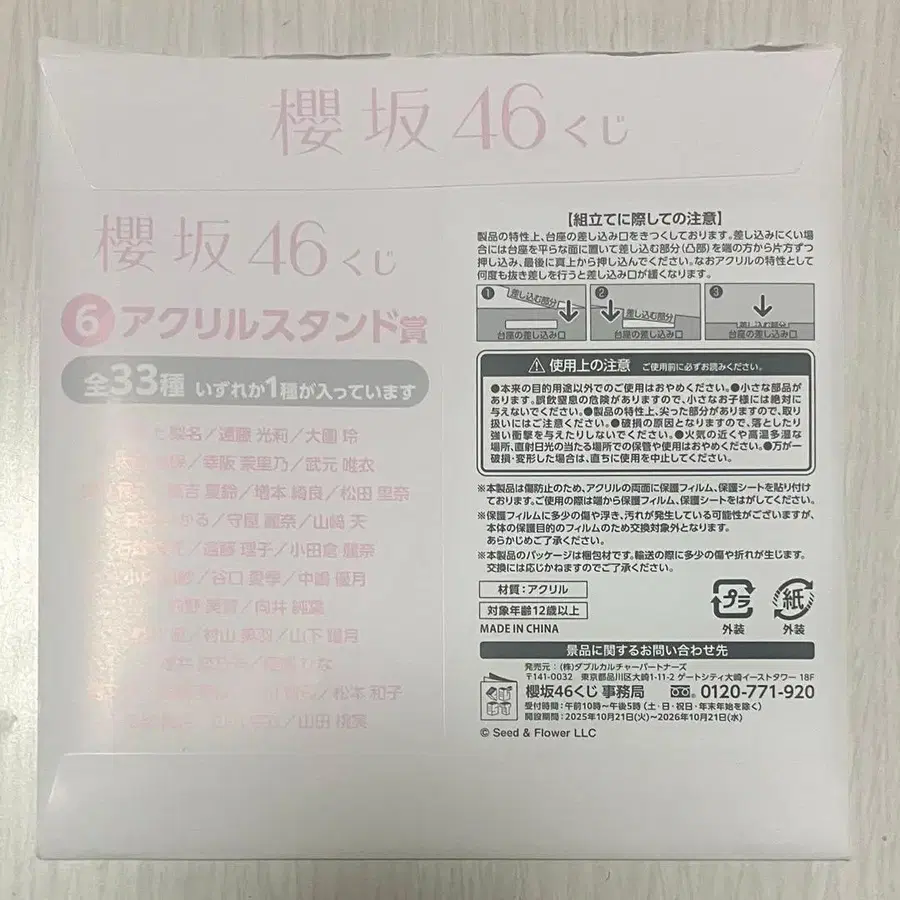 櫻坂46くじ
櫻坂46くじ
6 アクリルスタンド賞
全33種 いずれか1種が入っています
梨名/遠藤 光莉/大園 玲
幸阪 茉里乃/武元 唯衣
夏鈴/増本 綺良/松田 里奈
守屋 麗奈/山﨑 天
遠藤 理子/小田倉 麗奈
谷口 愛季/中嶋 優月
向井 純葉
村山 美羽/山下 瞳月
松本 和子
山田 桃実
【組立てに際しての注意】
製品の特性上、台座の差し込み口をきつくしております。差し込みにくい場
合には台座を平らな面に置いて差し込む部分(凸部)を端の方から片方ずつ
押し込み、最後に真上から押し込んでください。なおアクリルの特性として
何度も抜き差しを行うと差し込み口が緩くなります。
1 差し込む部分 台座の差し込み口
2 差し込む部分 台座の差し込み口
3 差し込む部分 台座の差し込み口
使用上の注意 ご使用前に必ずお読みください。
●本来の目的用途以外でのご使用はおやめください。●小さな部品が
あります。誤飲窒息の危険がありますので、小さなお子様には絶対に
与えないでください。●製品の特性上、尖った部分がありますので、取り
扱いにはご注意ください。●破損の原因となりますので、落としたり
強い衝撃を与えたりしないでください。●火気の近くや高温多湿な
場所、直射日光の当たる場所での保管や使用はおやめください。●万が一
破損・変形した場合は、直ちに使用を中止してください。
※本製品は傷防止のため、アクリルの両面に保護フィルム、保護シートを貼り付け
ております。ご使用の際は端から保護フィルム、保護シートをはがしてください。
※保護フィルムに多少の傷や浮き、汚れが発生している可能性がございますが、
本体の保護目的のフィルムのため交換対象外となります。
あらかじめご了承ください。
※本製品のパッケージは梱包材です。輸送の際に多少の傷や折れが生じます。
交換には応じかねますのでご了承ください。
材質:アクリル
対象年齢12歳以上
MADE IN CHINA
プラ 外装
紙 外装
景品に関するお問い合わせ先
発売元:(株)ダブルカルチャーパートナーズ
〒141-0032 東京都品川区大崎1-11-2 ゲートシティ大崎イーストタワー 18F
櫻坂46くじ 事務局 0120-771-920
受付時間:午前10時〜午後5時(土・日・祝日・年末年始を除く)
開設期間:2025年10月21日(火)〜2026年10月21日(水)
© Seed & Flower LLC